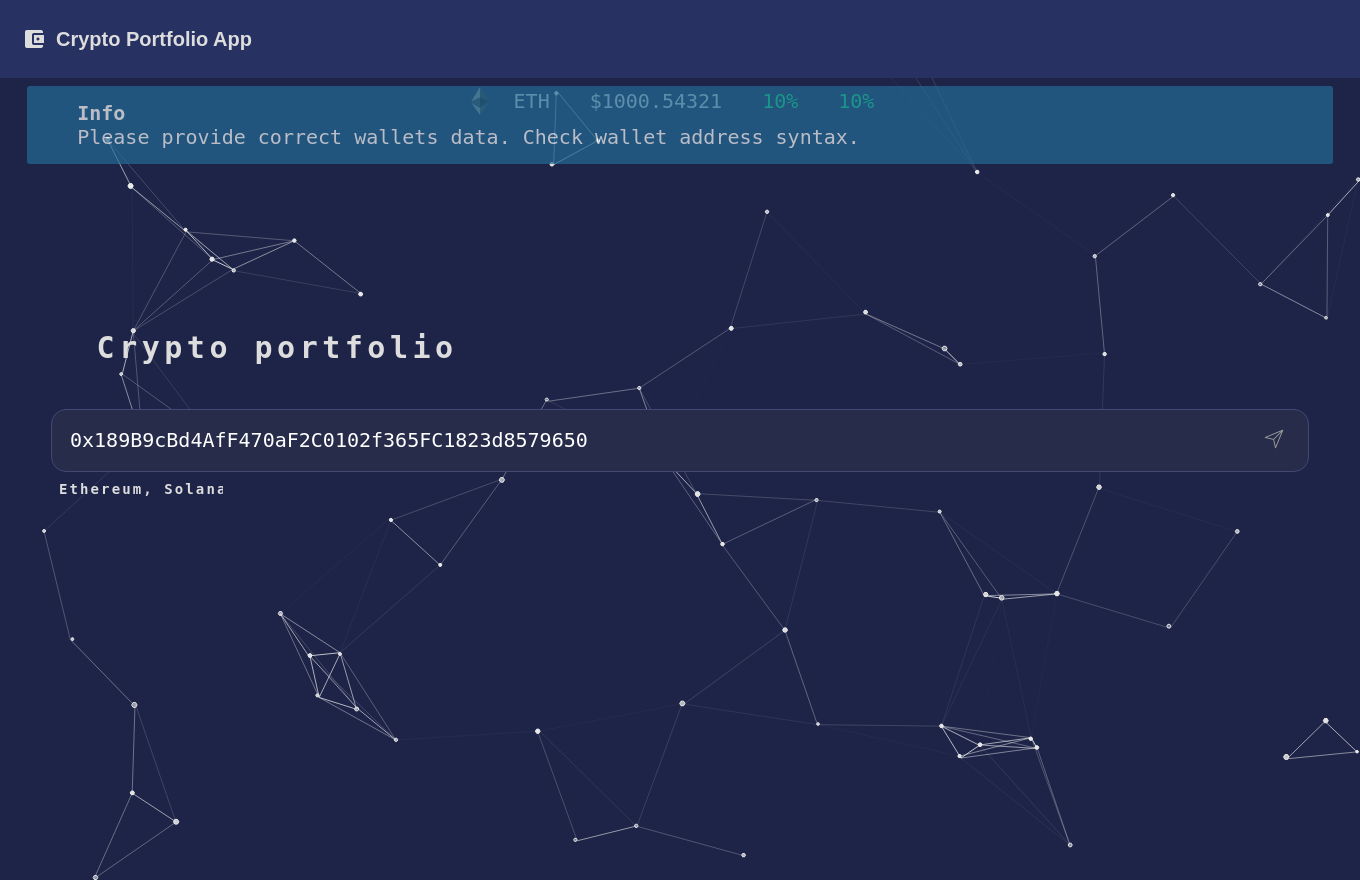 Crypto Portfolio App
ETH $1000.54321 10% 10%
Info
Please provide correct wallets data. Check wallet address syntax.
Crypto portfolio
0x189B9cBd4AfF470aF2C0102f365FC1823d8579650
Ethereum, Solana